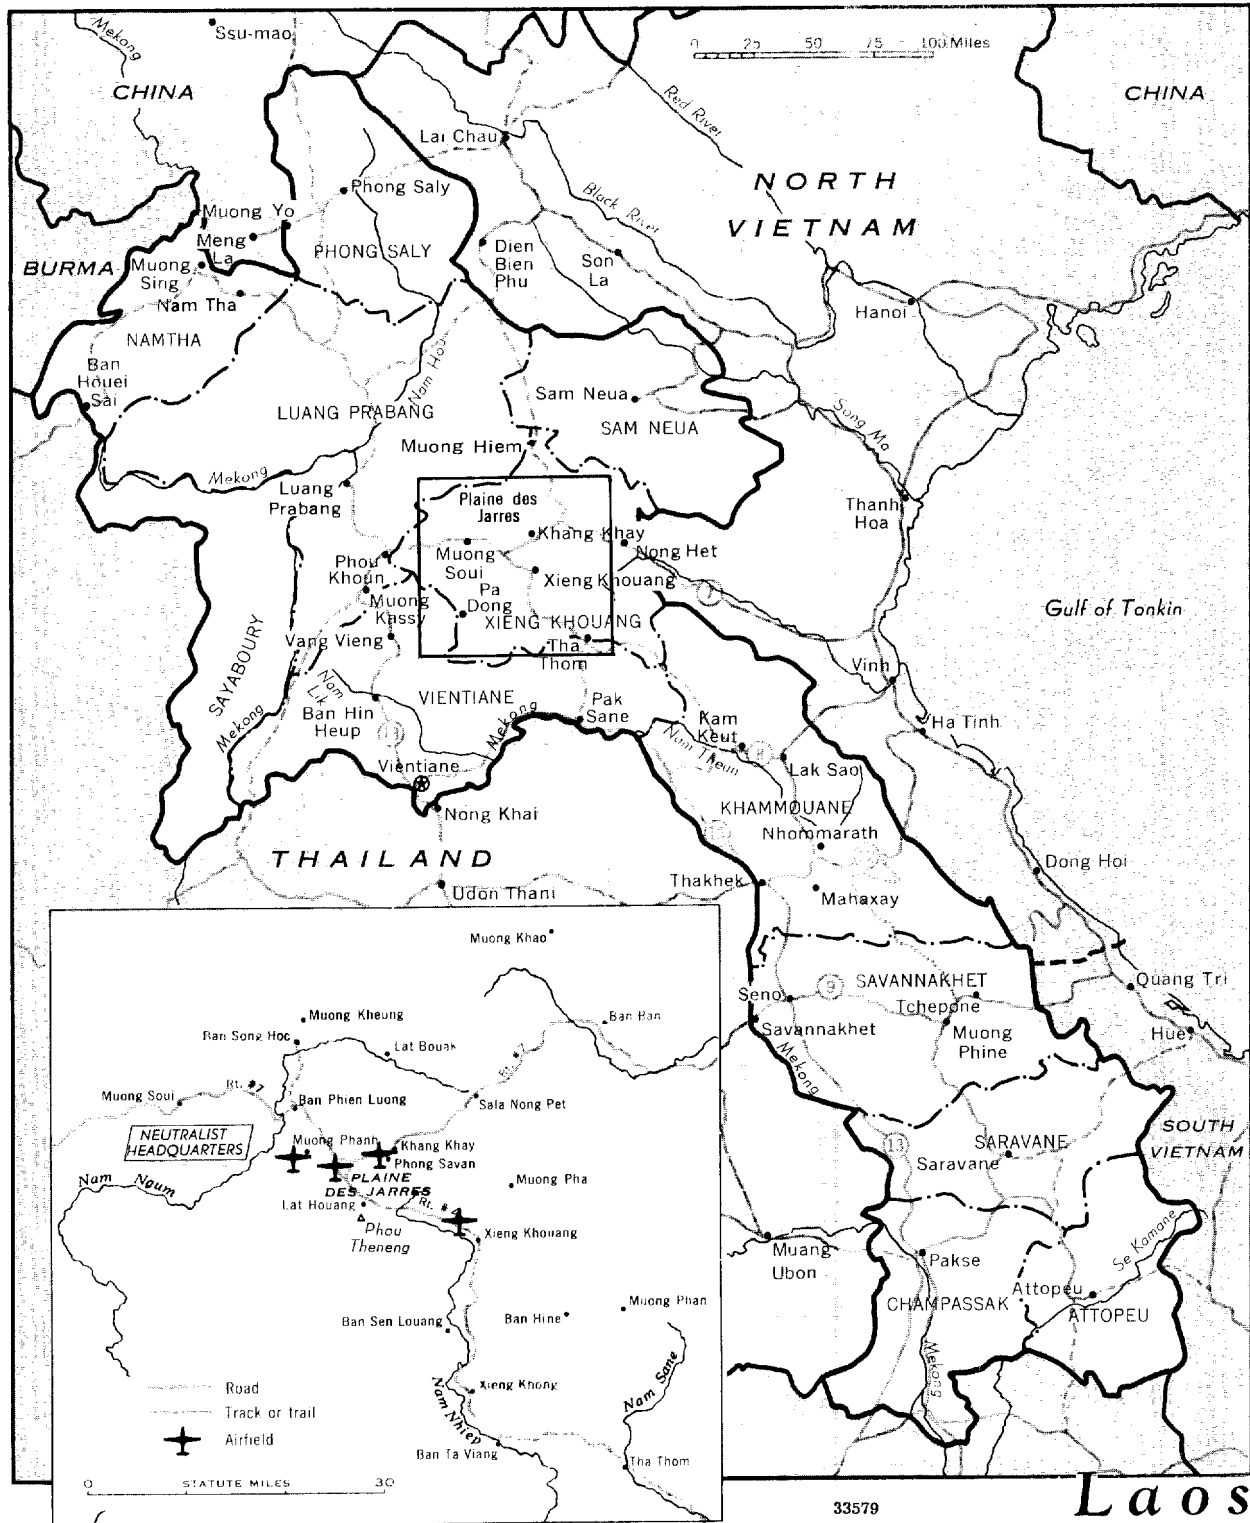 Mekong
Ssu-mao
0 25 50 75 100 Miles
CHINA
CHINA
Red River
Lai Chau
Phong Saly
NORTH
VIETNAM
Black River
Muong Yo
Meng
La
PHONG SALY
Dien
Bien
Phu
Son
La
BURMA
Muong
Sing
Nam Tha
Hanoi
NAMTHA
Ban
Houei
Sai
Nam Hou
LUANG PRABANG
Sam Neua
SAM NEUA
Song Ma
Muong Hiem
Mekong
Luang
Prabang
Plaine des
Jarres
Thanh
Hoa
Khang Khay
Nong Het
Phou
Khoun
Muong
Soui
Xieng Khouang
7
Muong
Kassy
Pa
Dong
XIENG KHOUANG
Gulf of Tonkin
Vang Vieng
Tha
Thom
Vinh
SAYABOURY
Mekong
Nam
Lik
VIENTIANE
Ban Hin
Heup
13
Mekong
Pak
Sane
Kam
Keut
Nam Theun
8
Ha Tinh
Vientiane
Lak Sao
Nong Khai
KHAMMOUANE
Nhommarath
THAILAND
Dong Hoi
Udon Thani
Thakhek
Mahaxay
Muong Khao
SAVANNAKHET
Quang Tri
Seno
9
Tchepone
Savannakhet
Muong
Phine
Hue
Mekong
Muong Kheung
Ban Ban
Ban Song Hoc
Lat Bouak
Rt. #7
Rt. #7
Muong Soui
Ban Phien Luong
Sala Nong Pet
NEUTRALIST
HEADQUARTERS
Muong Phanh
Khang Khay
Phong Savan
13
SARAVANE
Saravane
SOUTH
VIETNAM
Nam Ngum
PLAINE
DES JARRES
Muong Pha
Lat Houang
Rt. #4
Phou
Theneng
Xieng Khouang
Muang
Ubon
Pakse
Se Kamane
Attopeu
CHAMPASSAK
ATTOPEU
Muong Phan
Ban Hine
Ban Sen Louang
Mekong
Nam Sane
Xieng Khong
Nam Nhiep
Road
Track or trail
Airfield
Ban Ta Viang
Tha Thom
0 STATUTE MILES 30
33579
Laos